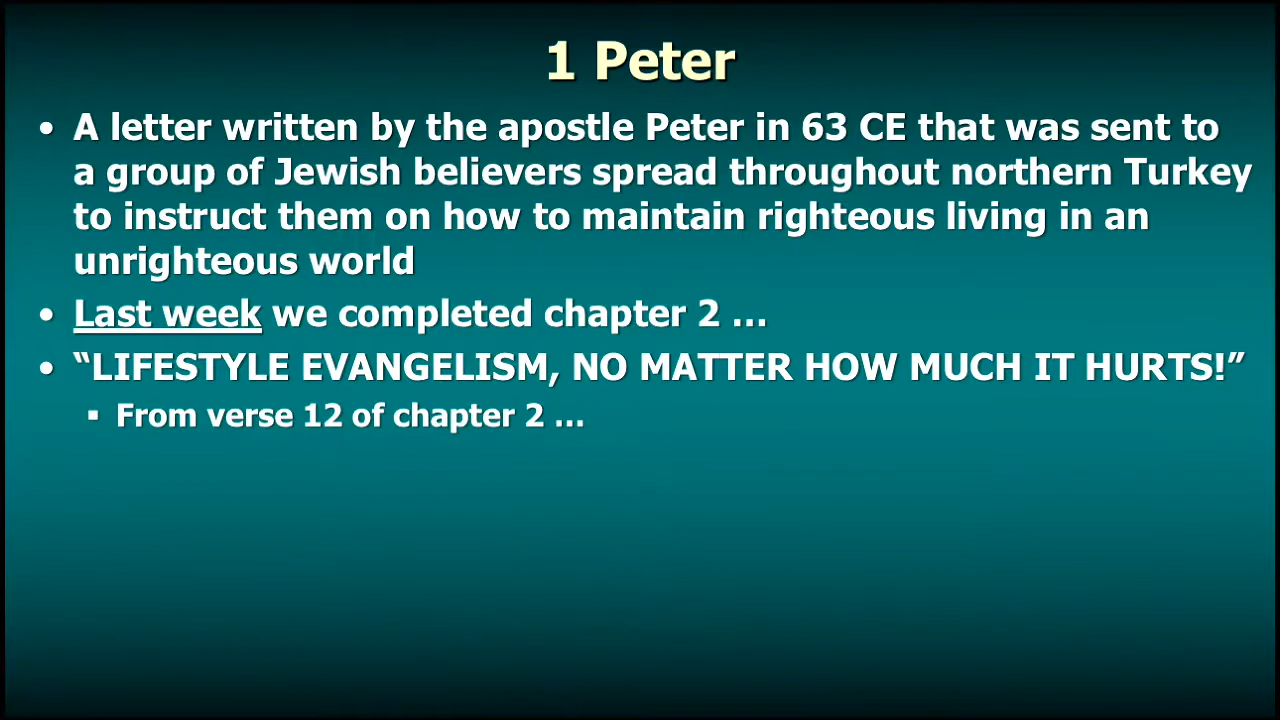 1 Peter
• A letter written by the apostle Peter in 63 CE that was sent to
a group of Jewish believers spread throughout northern Turkey
to instruct them on how to maintain righteous living in an
unrighteous world
• Last week we completed chapter 2 …
• “LIFESTYLE EVANGELISM, NO MATTER HOW MUCH IT HURTS!”
▪ From verse 12 of chapter 2 …